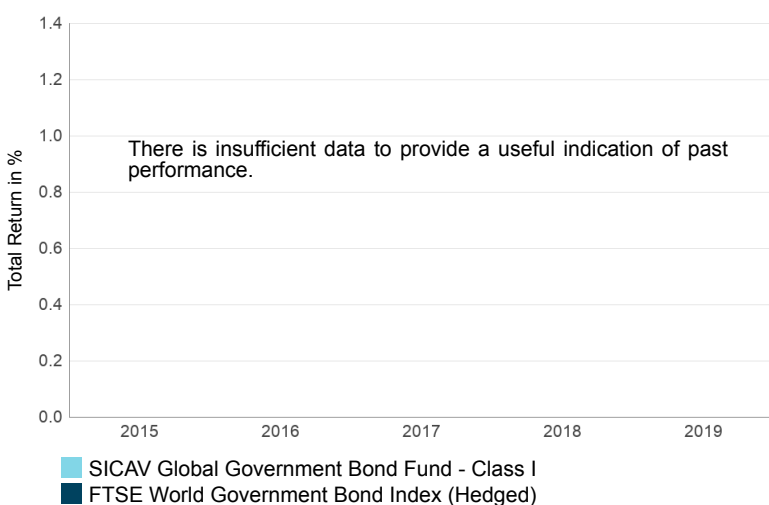 1.4
1.2
1.0
There is insufficient data to provide a useful indication of past
performance.
0.8
0.6
0.4
0.2
0.0
Total Return in %
2015 2016 2017 2018 2019
SICAV Global Government Bond Fund - Class I
FTSE World Government Bond Index (Hedged)